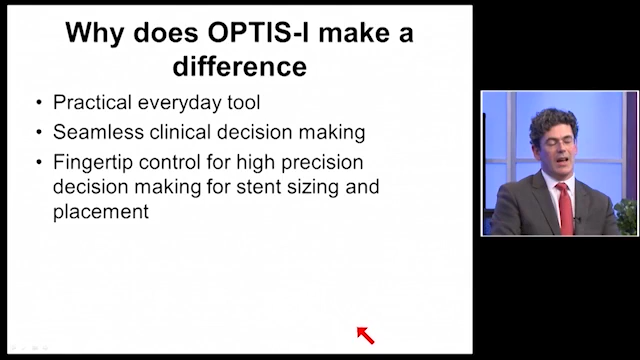 Why does OPTIS-I make a
difference
• Practical everyday tool
• Seamless clinical decision making
• Fingertip control for high precision
decision making for stent sizing and
placement